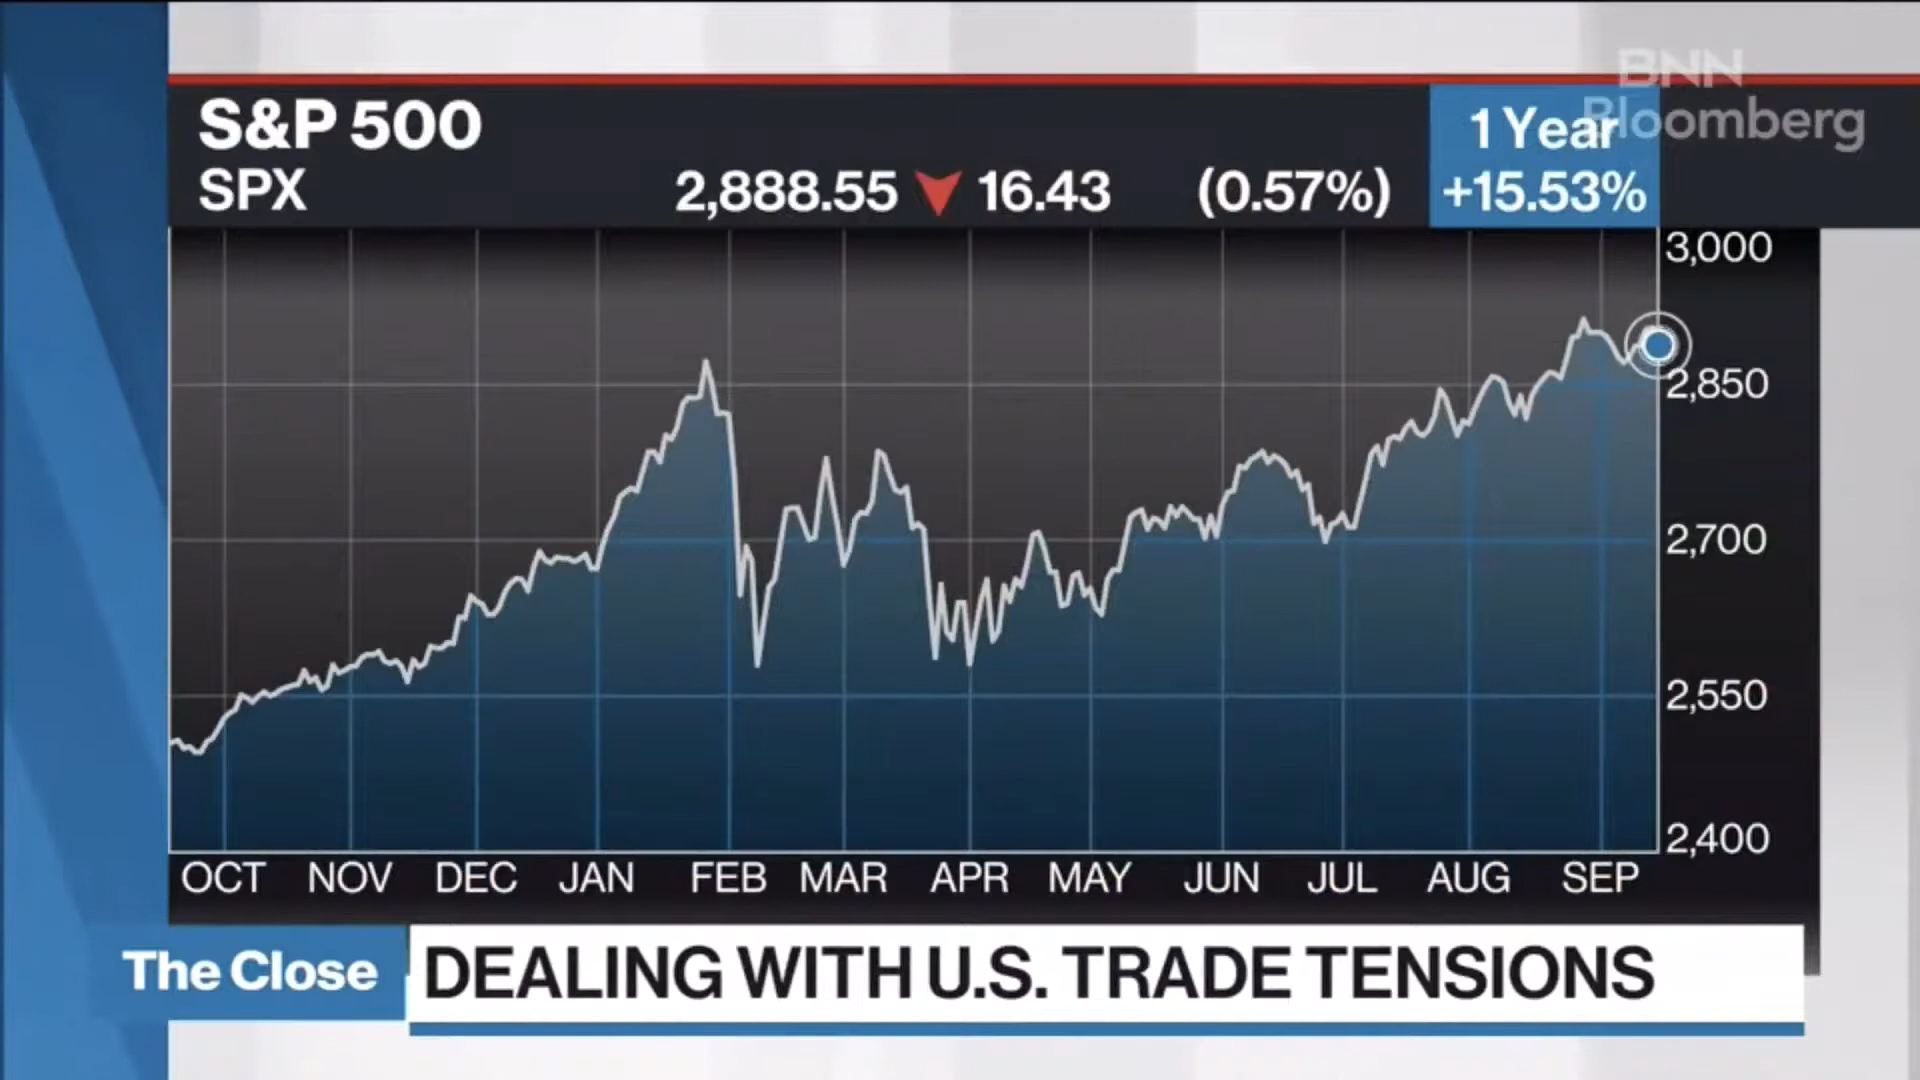 BNN
Bloomberg
S&P 500
1 Year
SPX 2,888.55 16.43 (0.57%) +15.53%
3,000
2,850
2,700
2,550
2,400
OCT NOV DEC JAN FEB MAR APR MAY JUN JUL AUG SEP
The Close
DEALING WITH U.S. TRADE TENSIONS